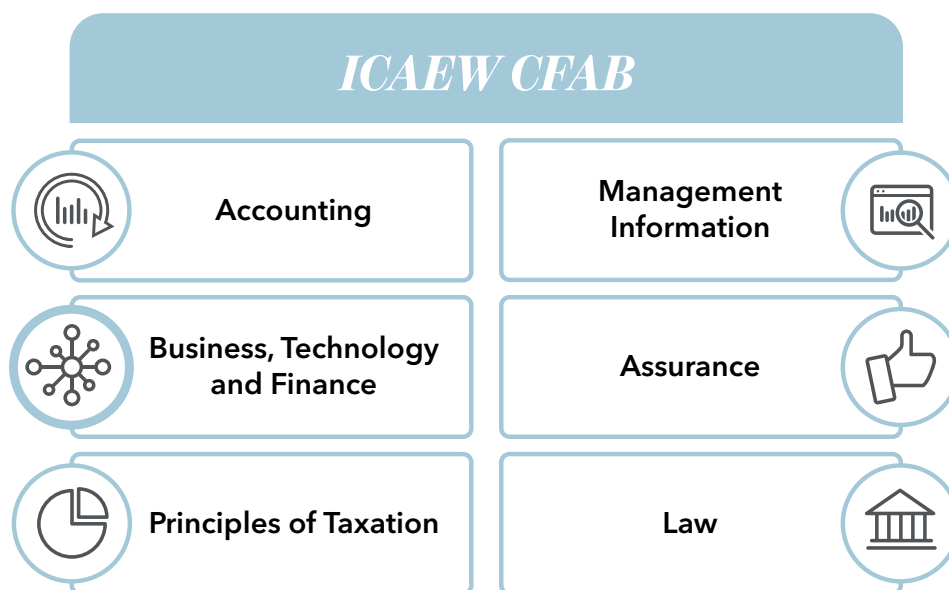 ICAEW CFAB
Accounting
Management
Information
Business, Technology
and Finance
Assurance
Principles of Taxation
Law